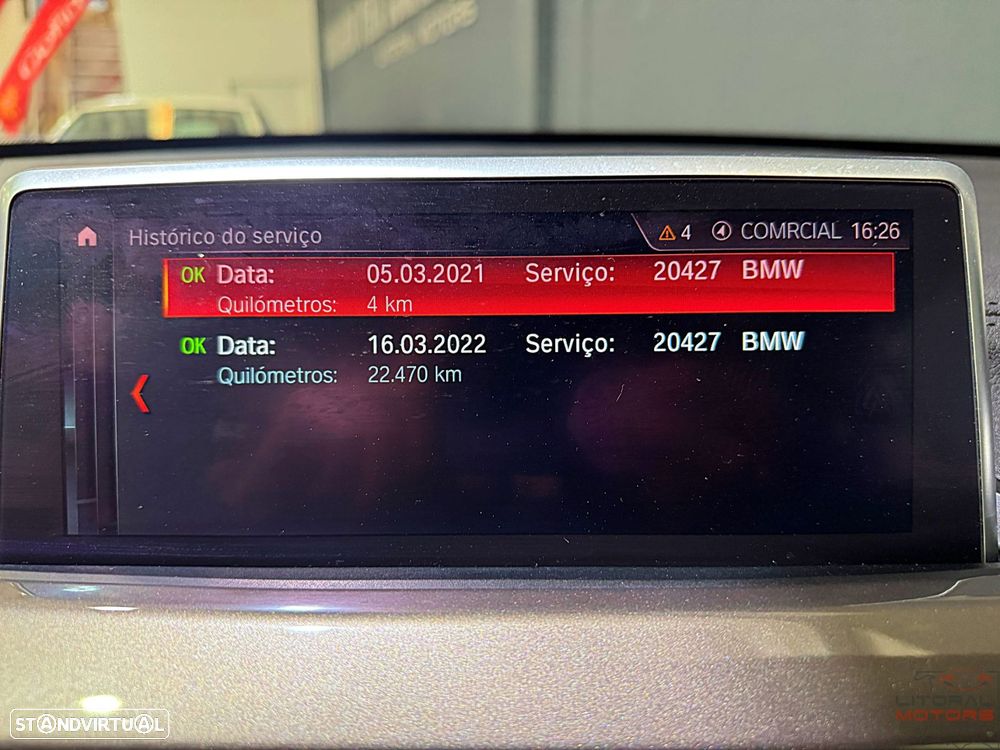 Histórico do serviço
4 COMRCIAL 16:26
OK Data: 05.03.2021 Serviço: 20427 BMW
Quilómetros: 4 km
OK Data: 16.03.2022 Serviço: 20427 BMW
Quilómetros: 22.470 km
STANDVIRTUAL
LITORAL
MOTORS